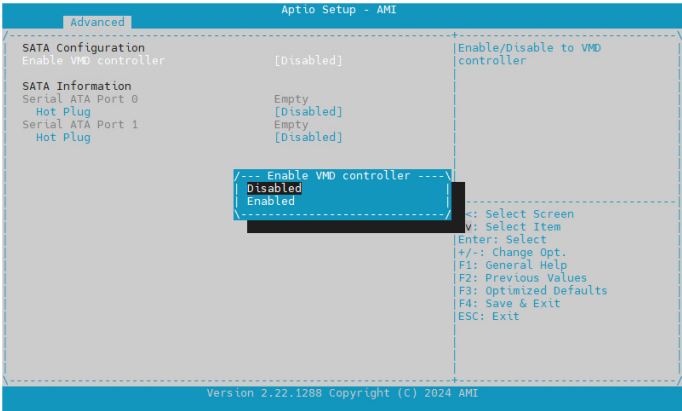 Aptio Setup - AMI
Advanced
SATA Configuration
Enable VMD controller [Disabled]
SATA Information
Serial ATA Port 0 Empty
Hot Plug [Disabled]
Serial ATA Port 1 Empty
Hot Plug [Disabled]
/--- Enable VMD controller ----\
Disabled
Enabled
Enable/Disable to VMD
controller
<: Select Screen
v: Select Item
Enter: Select
+/-: Change Opt.
F1: General Help
F2: Previous Values
F3: Optimized Defaults
F4: Save & Exit
ESC: Exit
Version 2.22.1288 Copyright (C) 2024 AMI